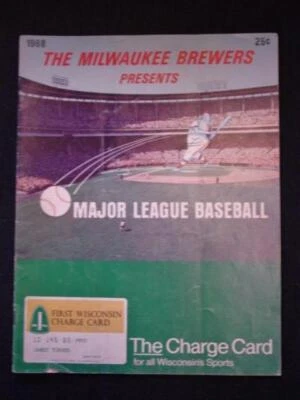 1968
25¢
THE MILWAUKEE BREWERS
PRESENTS
MAJOR LEAGUE BASEBALL
FIRST WISCONSIN
CHARGE CARD
The Charge Card
for all Wisconsin's Sports